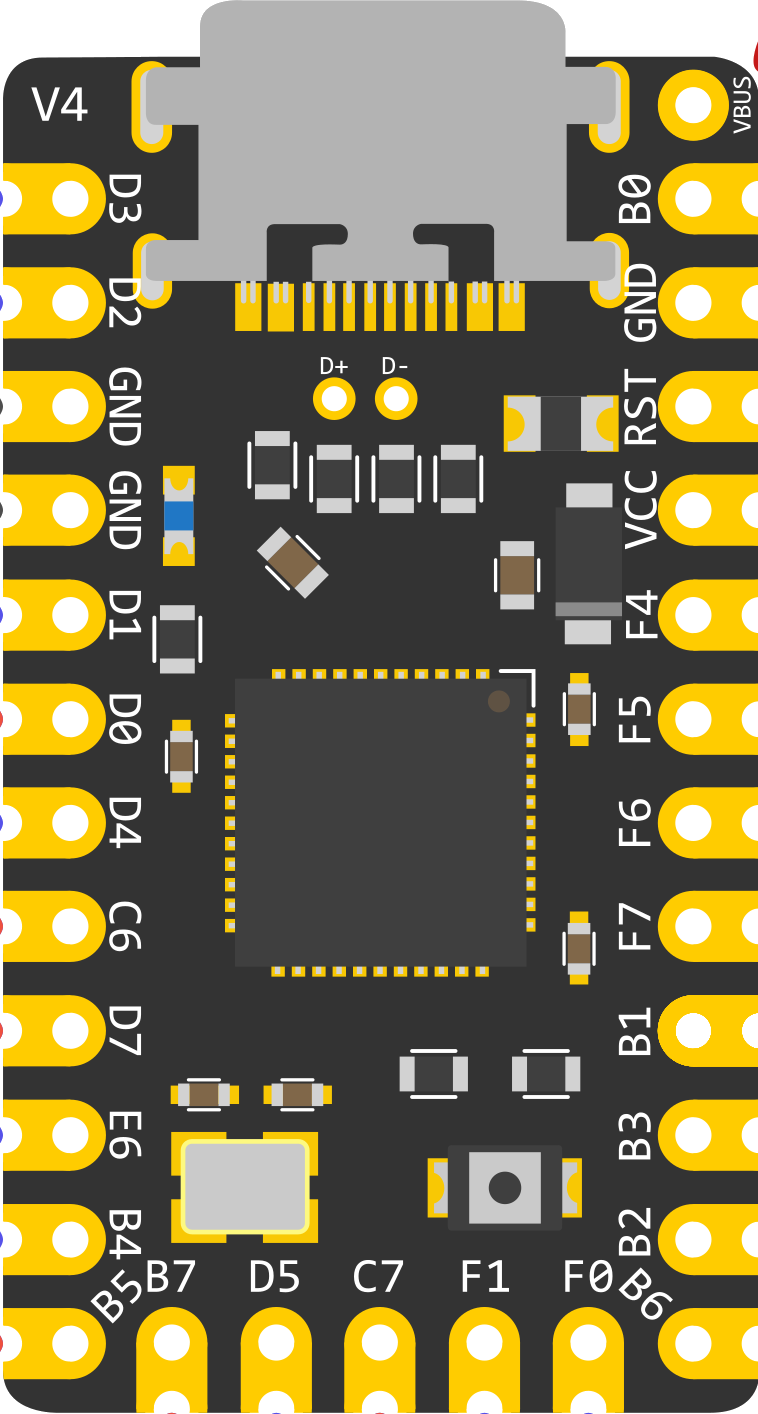 V4
VBUS
D3
B0
D2
GND
D+ D-
GND
RST
GND
VCC
D1
F4
D0
F5
D4
F6
C6
F7
D7
B1
E6
B3
B4
B2
B5 B7 D5 C7 F1 F0 B6